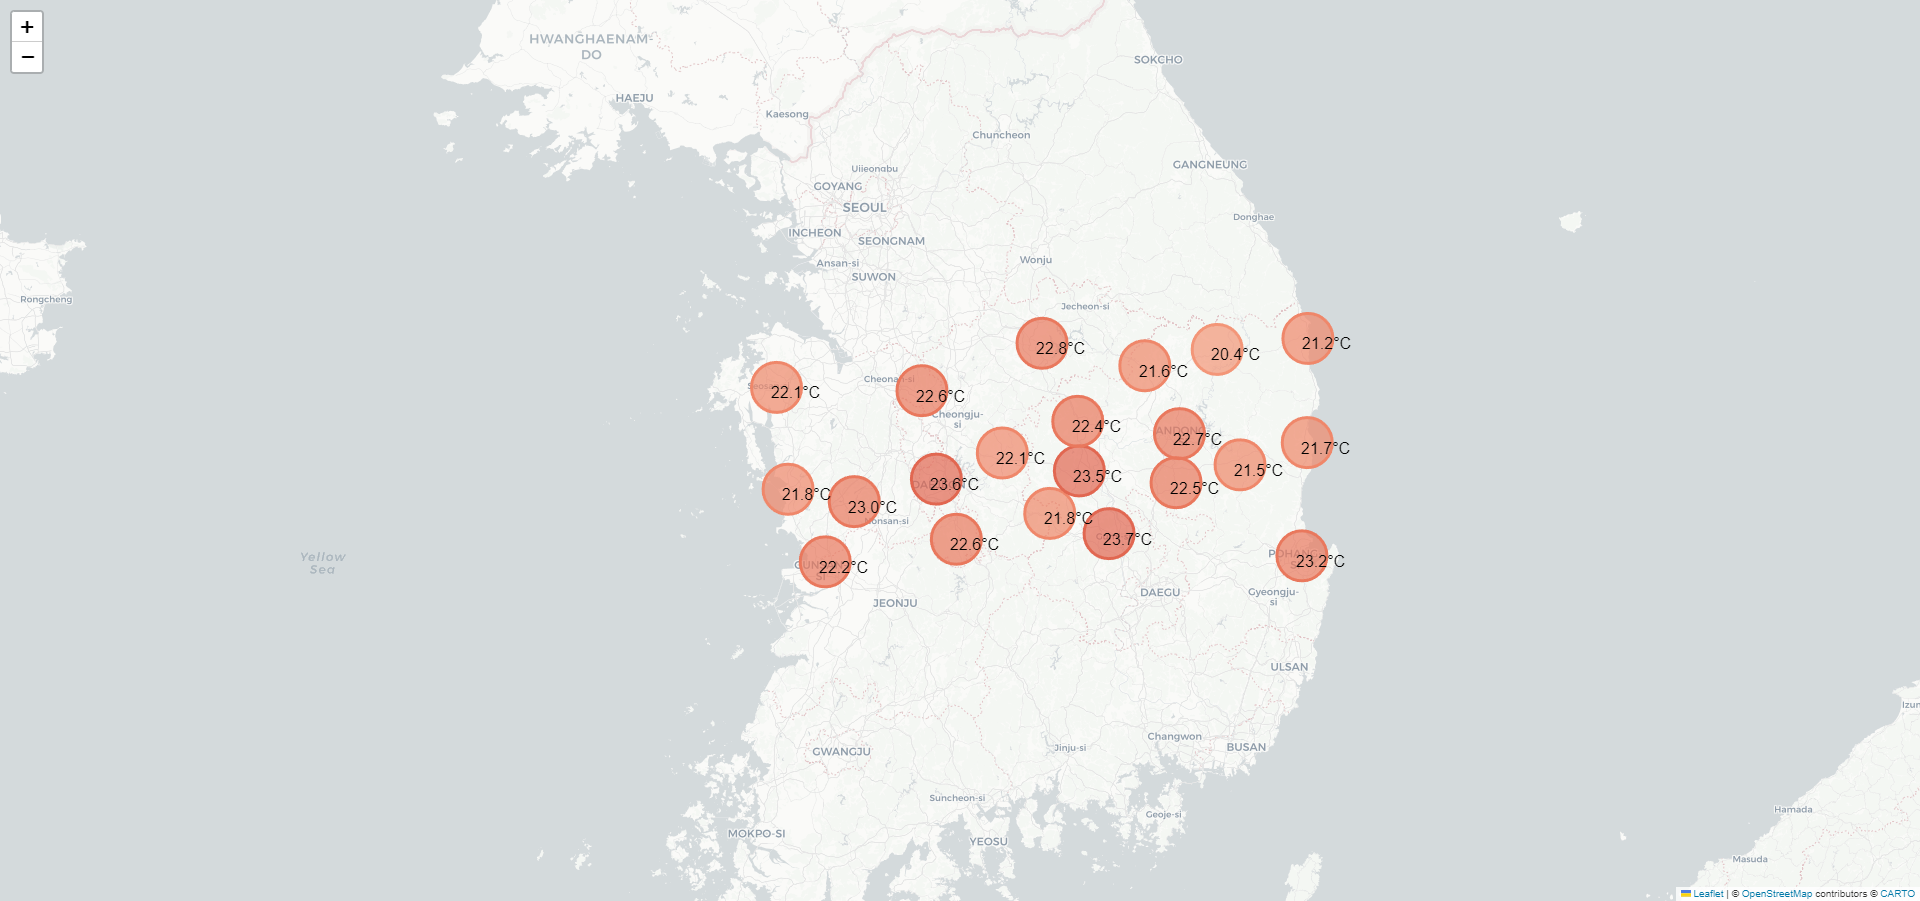 +
−
HWANGHAENAM-
DO
SOKCHO
HAEJU
Kaesong
Chuncheon
GANGNEUNG
Uijeongbu
GOYANG
SEOUL
Donghae
INCHEON
SEONGNAM
Ansan-si
Wonju
SUWON
Rongcheng
Jecheon-si
21.2°C
22.8°C
20.4°C
21.6°C
Cheonan-si
22.1°C
22.6°C
Cheongju-
si
22.4°C
22.7°C
21.7°C
22.1°C
21.5°C
23.5°C
23.6°C
22.5°C
21.8°C
23.0°C
Nonsan-si
21.8°C
23.7°C
22.6°C
Yellow
Sea
23.2°C
22.2°C
JEONJU
DAEGU
Gyeongju-
si
ULSAN
Izum
Changwon
BUSAN
GWANGJU
Jinju-si
Suncheon-si
Geoje-si
Hamada
MOKPO-SI
YEOSU
Masuda
Leaflet | © OpenStreetMap contributors © CARTO